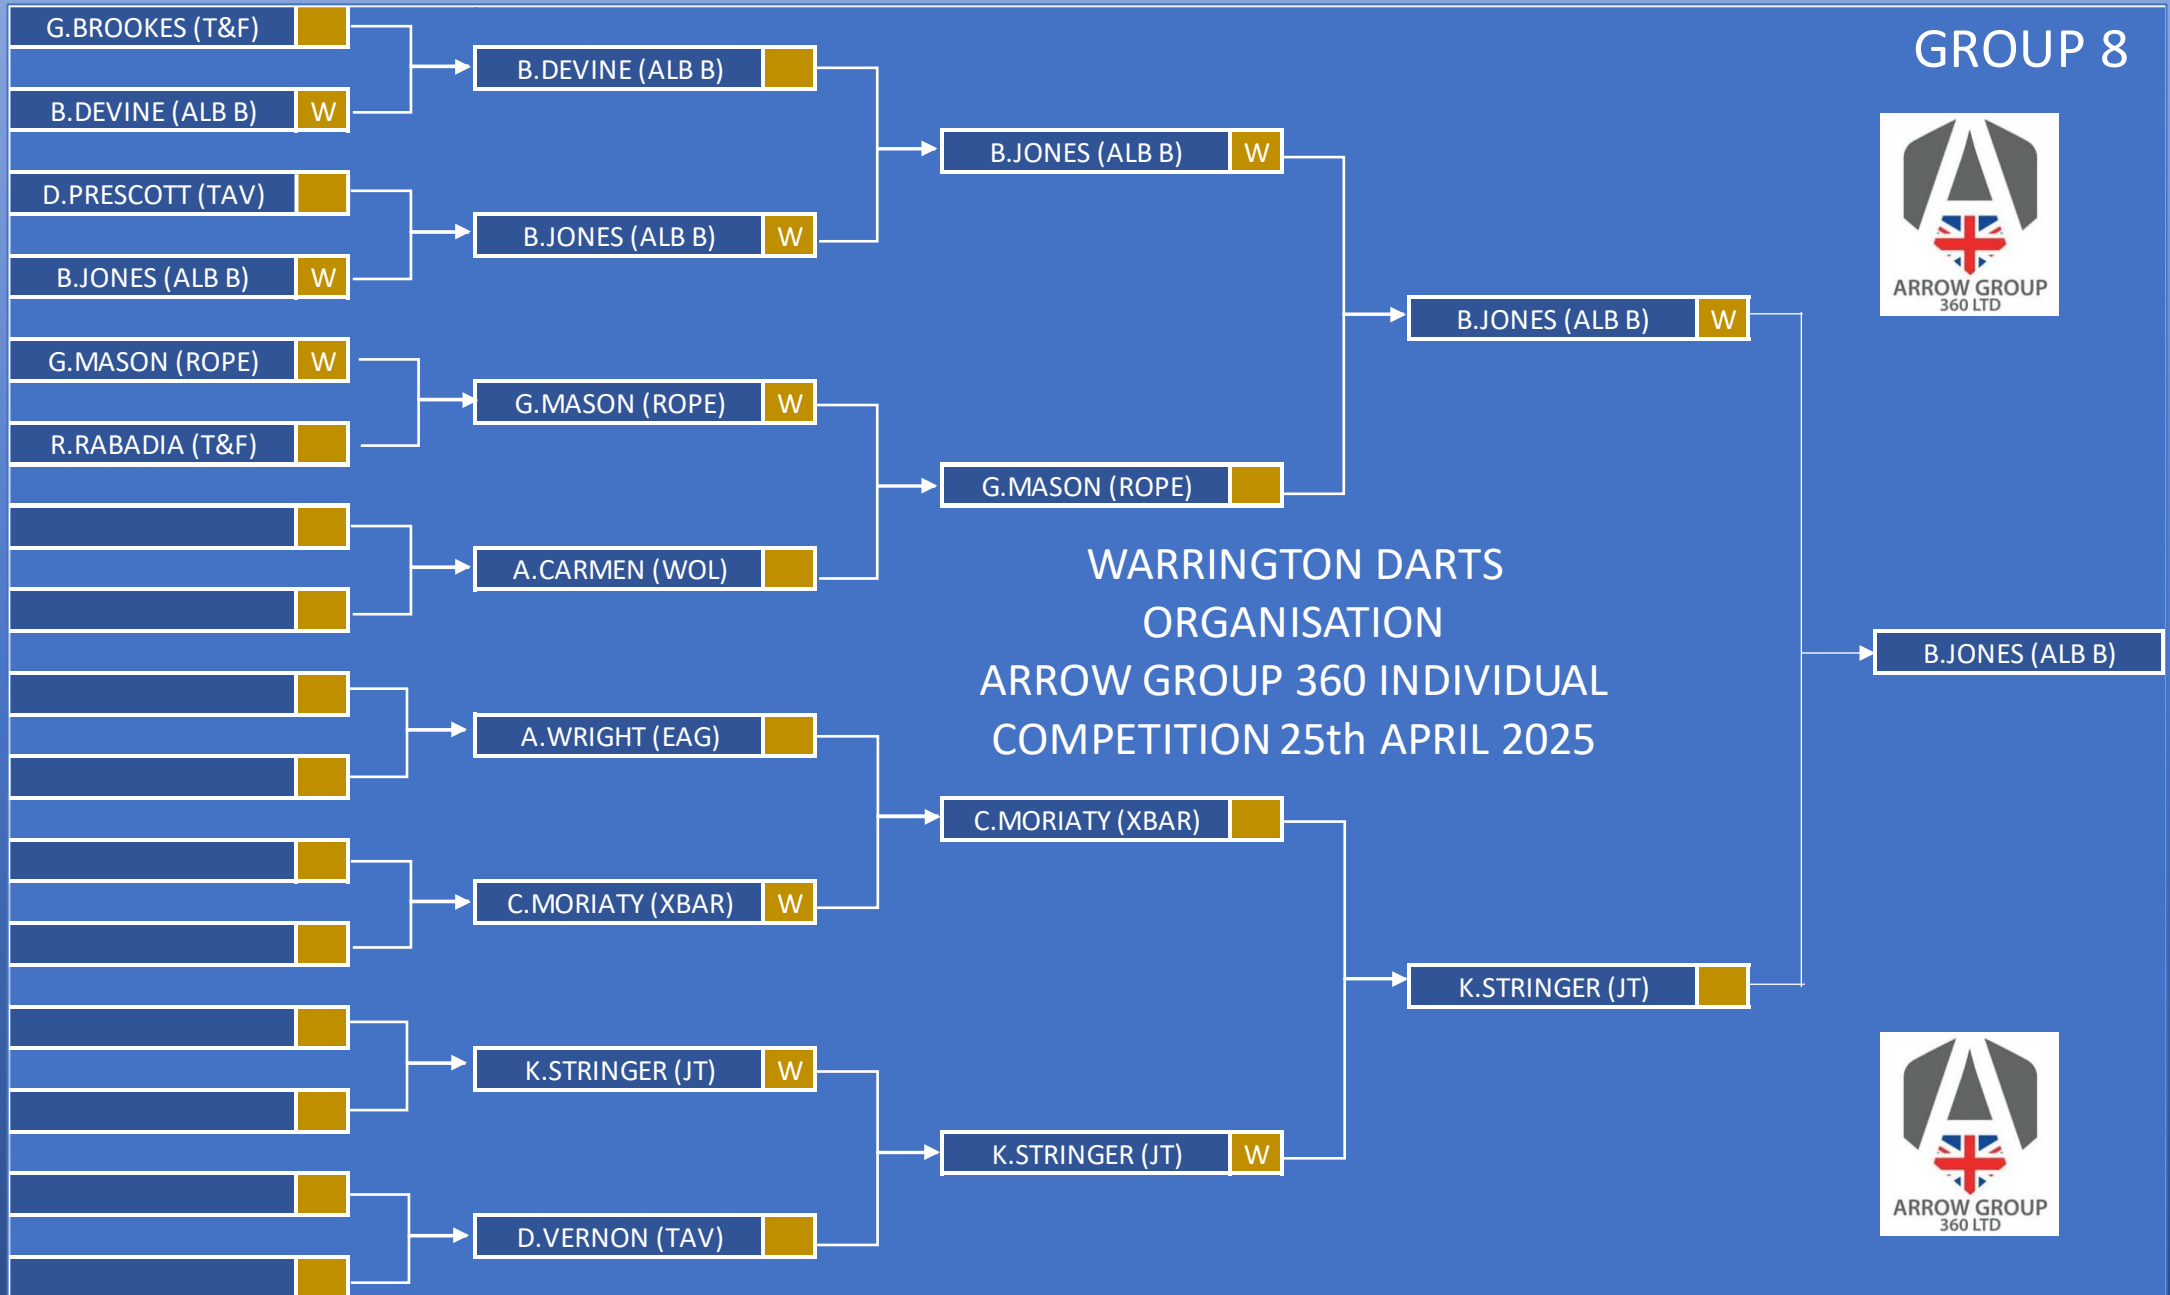 GROUP 8
G.BROOKES (T&F)
B.DEVINE (ALB B) W
D.PRESCOTT (TAV)
B.JONES (ALB B) W
G.MASON (ROPE) W
R.RABADIA (T&F)
B.DEVINE (ALB B)
B.JONES (ALB B) W
G.MASON (ROPE) W
A.CARMEN (WOL)
A.WRIGHT (EAG)
C.MORIATY (XBAR) W
K.STRINGER (JT) W
D.VERNON (TAV)
B.JONES (ALB B) W
G.MASON (ROPE)
C.MORIATY (XBAR)
K.STRINGER (JT) W
B.JONES (ALB B) W
K.STRINGER (JT)
B.JONES (ALB B)
WARRINGTON DARTS
ORGANISATION
ARROW GROUP 360 INDIVIDUAL
COMPETITION 25th APRIL 2025
ARROW GROUP
360 LTD
ARROW GROUP
360 LTD